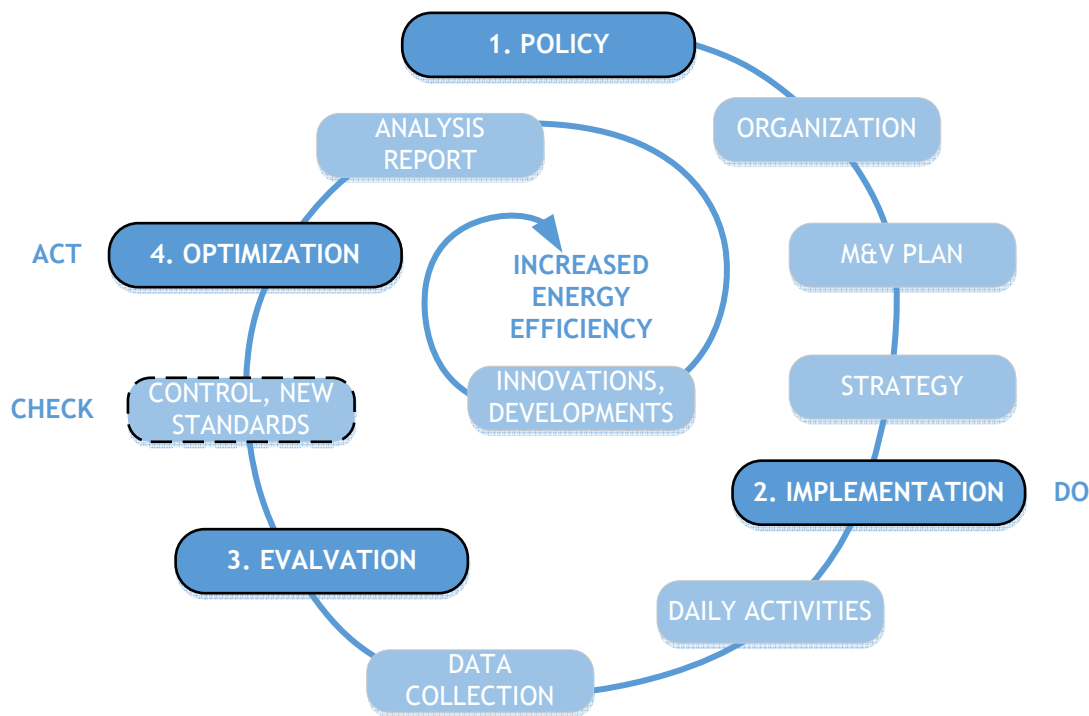 1. POLICY
ANALYSIS
REPORT
ORGANIZATION
ACT
4. OPTIMIZATION
M&V PLAN
INCREASED
ENERGY
EFFICIENCY
CHECK
CONTROL, NEW
STANDARDS
INNOVATIONS,
DEVELOPMENTS
STRATEGY
2. IMPLEMENTATION
DO
3. EVALVATION
DAILY ACTIVITIES
DATA
COLLECTION